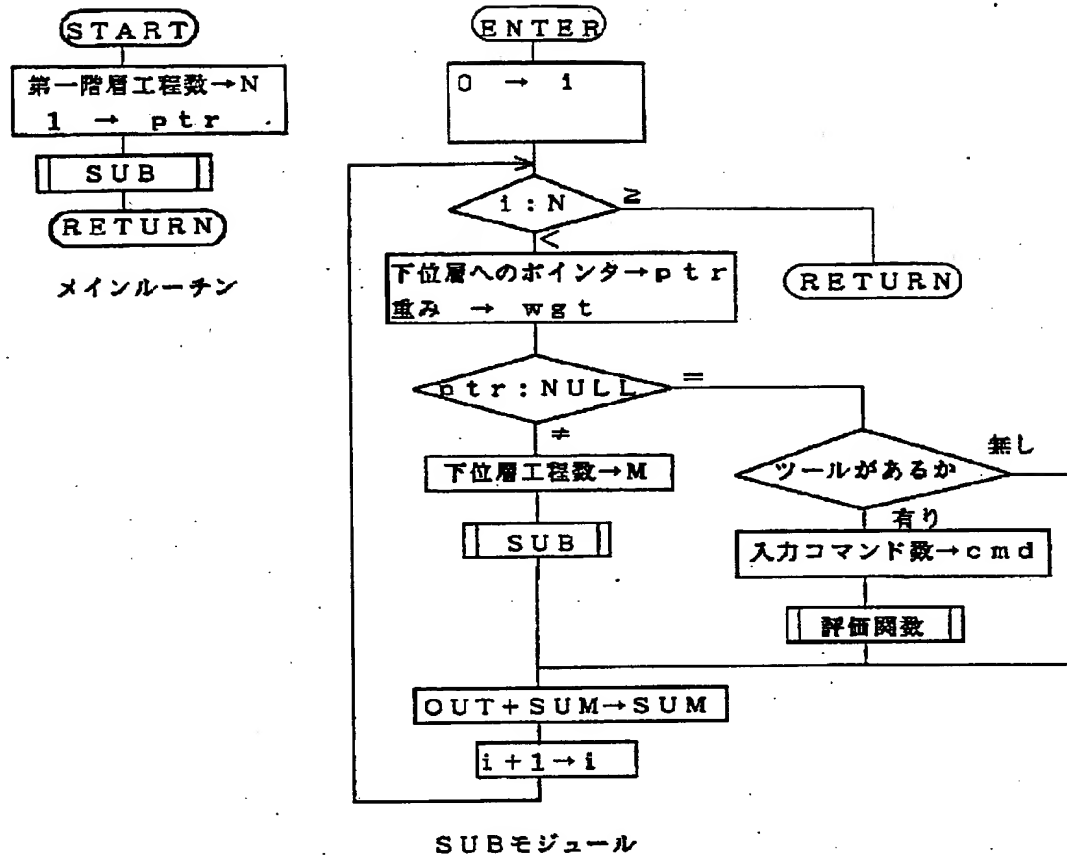 START
第一階層工程数→N
1 → ptr
SUB
RETURN
メインルーチン
ENTER
0 → i
i:N
≧
<
下位層へのポインタ→ptr
重み → wgt
RETURN
ptr:NULL
=
≠
下位層工程数→M
SUB
ツールがあるか
無し
有り
入力コマンド数→cmd
評価関数
OUT+SUM→SUM
i+1→i
SUBモジュール